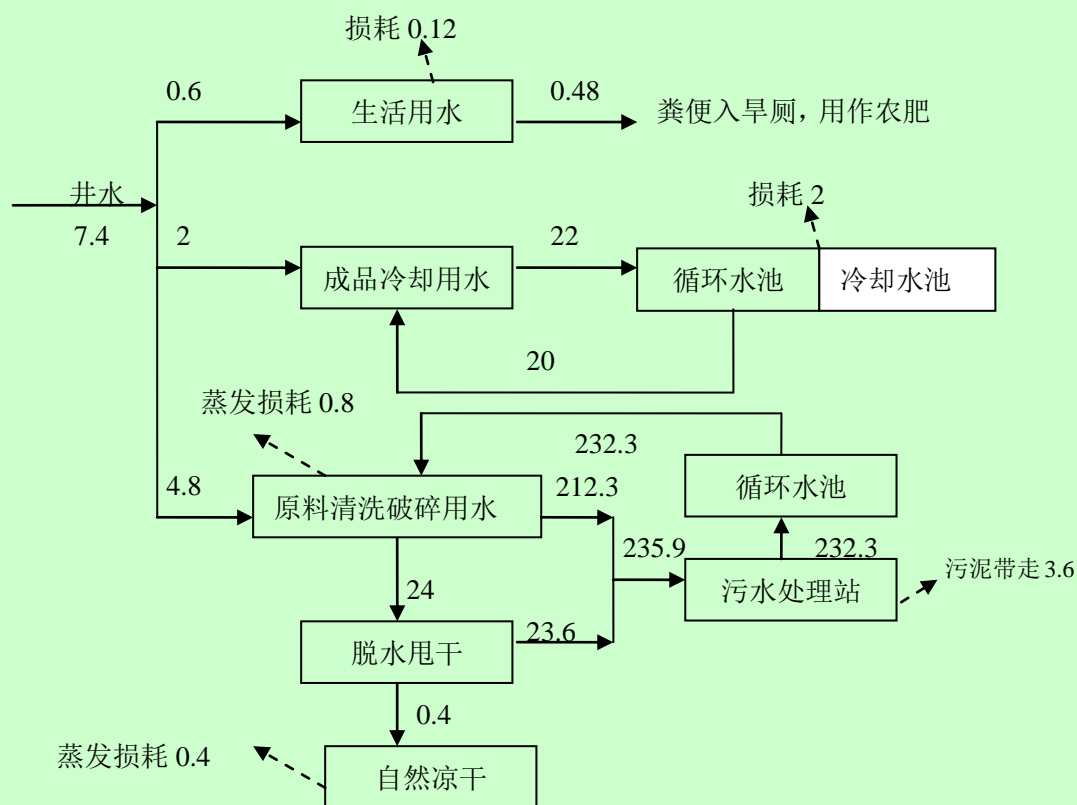 损耗 0.12
0.6
生活用水
0.48
粪便入旱厕，用作农肥
井水
7.4
损耗 2
2
成品冷却用水
22
循环水池
冷却水池
20
蒸发损耗 0.8
232.3
4.8
原料清洗破碎用水
212.3
循环水池
235.9
232.3
污水处理站
污泥带走 3.6
24
23.6
脱水甩干
0.4
蒸发损耗 0.4
自然凉干